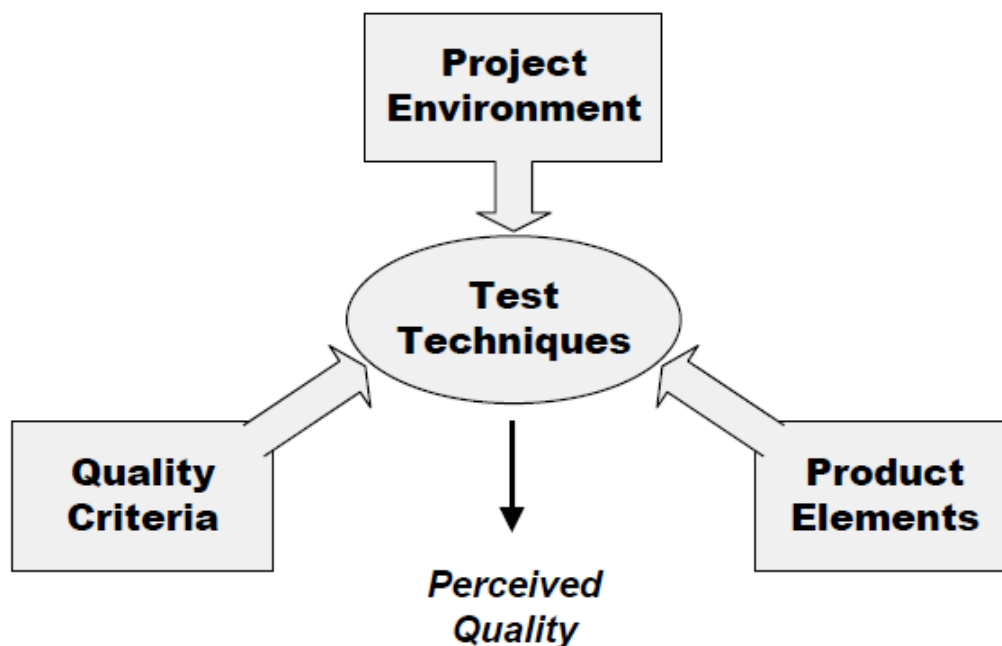 Project
Environment
Test
Techniques
Quality
Criteria
Product
Elements
Perceived
Quality